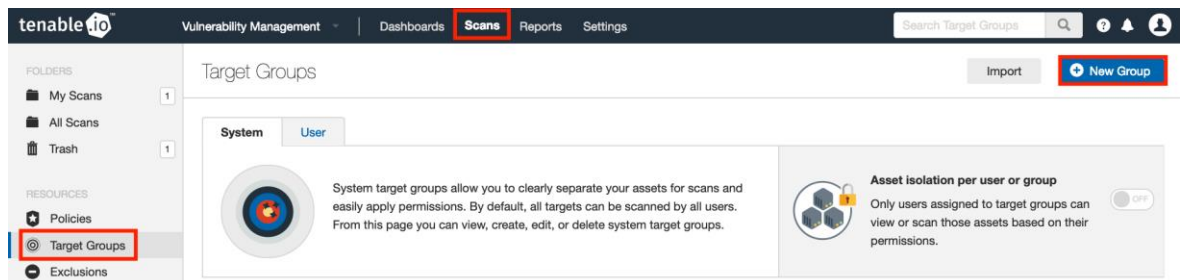 tenable.io
Vulnerability Management
Dashboards
Scans
Reports
Settings
Search Target Groups
FOLDERS
My Scans 1
All Scans
Trash 1
RESOURCES
Policies
Target Groups
Exclusions
Target Groups
Import
New Group
System
User
System target groups allow you to clearly separate your assets for scans and
easily apply permissions. By default, all targets can be scanned by all users.
From this page you can view, create, edit, or delete system target groups.
Asset isolation per user or group
Only users assigned to target groups can
view or scan those assets based on their
permissions.
OFF